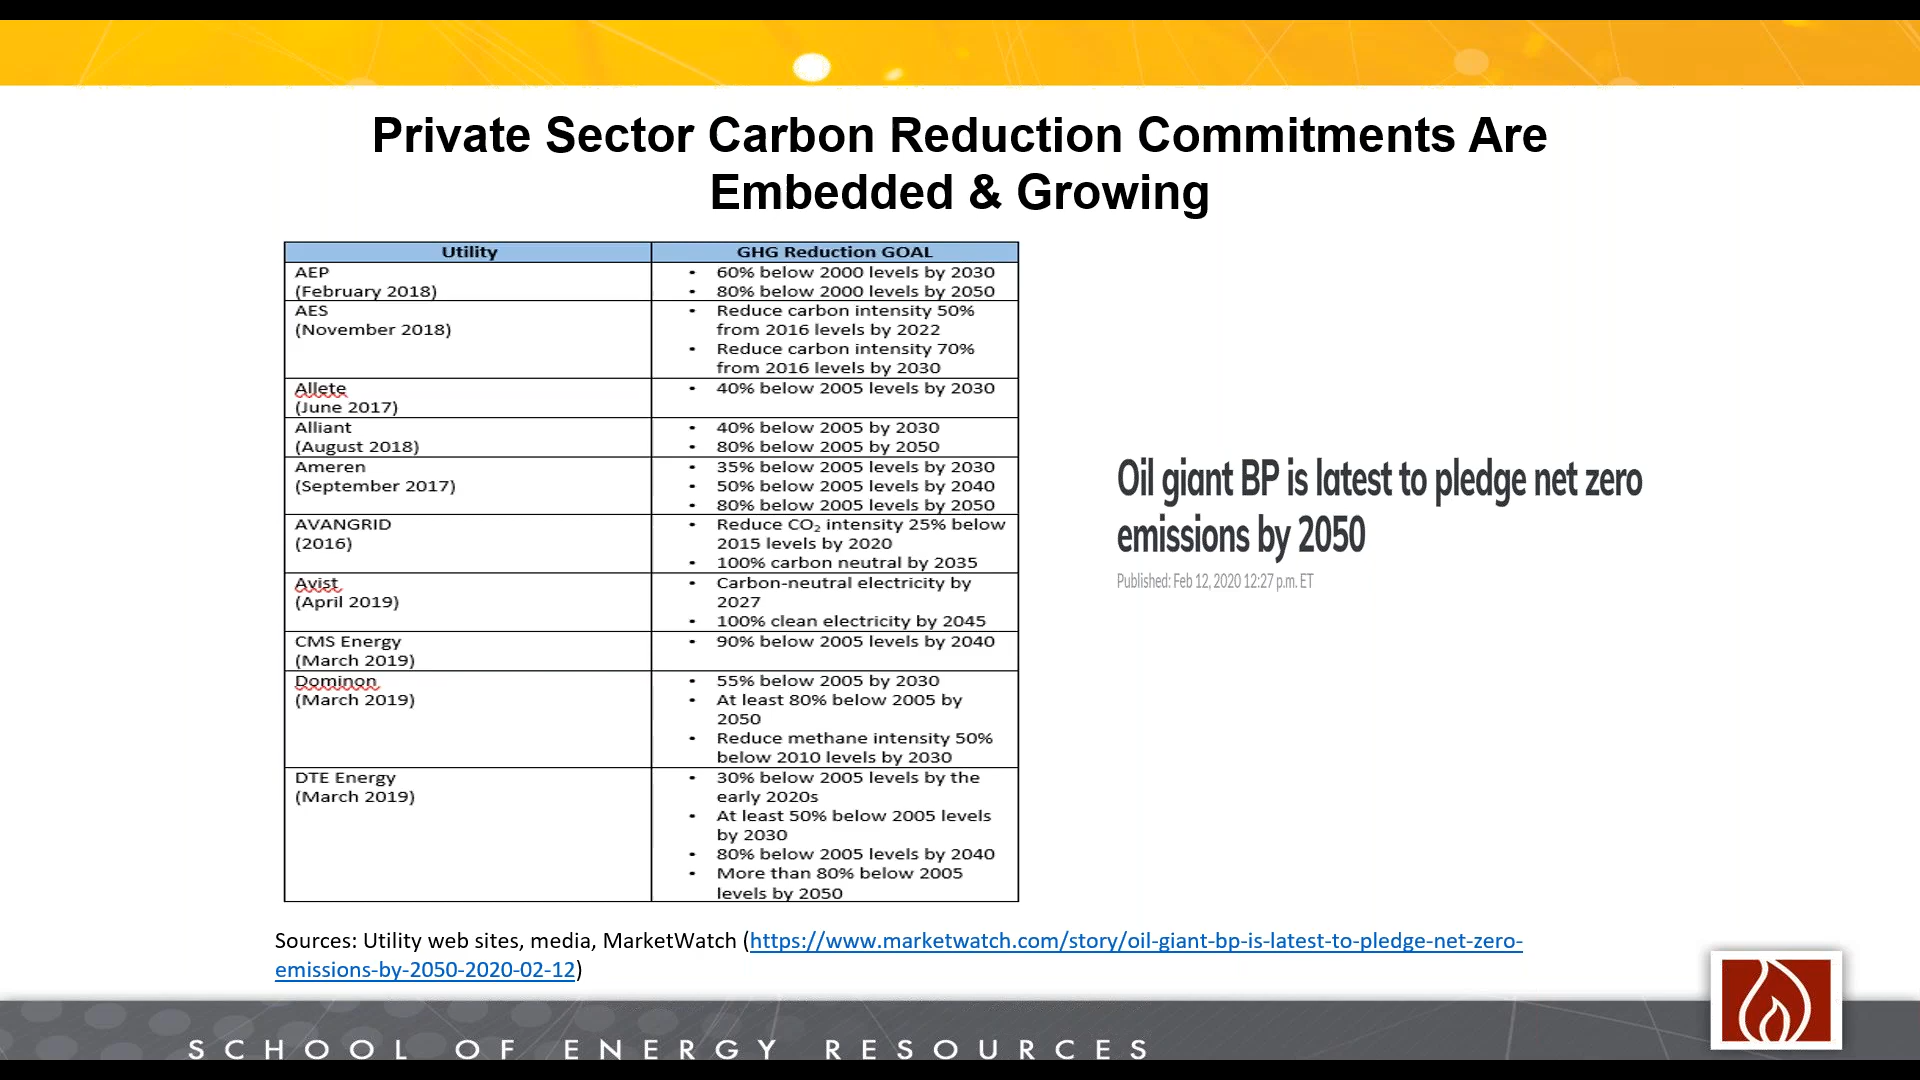 Private Sector Carbon Reduction Commitments Are
Embedded & Growing
Utility
GHG Reduction GOAL
AEP
(February 2018)
• 60% below 2000 levels by 2030
• 80% below 2000 levels by 2050
AES
(November 2018)
• Reduce carbon intensity 50%
from 2016 levels by 2022
• Reduce carbon intensity 70%
from 2016 levels by 2030
Allete
(June 2017)
• 40% below 2005 levels by 2030
Alliant
(August 2018)
• 40% below 2005 by 2030
• 80% below 2005 by 2050
Ameren
(September 2017)
• 35% below 2005 levels by 2030
• 50% below 2005 levels by 2040
• 80% below 2005 levels by 2050
AVANGRID
(2016)
• Reduce CO₂ intensity 25% below
2015 levels by 2020
• 100% carbon neutral by 2035
Avist
(April 2019)
• Carbon-neutral electricity by
2027
• 100% clean electricity by 2045
CMS Energy
(March 2019)
• 90% below 2005 levels by 2040
Dominon
(March 2019)
• 55% below 2005 by 2030
• At least 80% below 2005 by
2050
• Reduce methane intensity 50%
below 2010 levels by 2030
DTE Energy
(March 2019)
• 30% below 2005 levels by the
early 2020s
• At least 50% below 2005 levels
by 2030
• 80% below 2005 levels by 2040
• More than 80% below 2005
levels by 2050
Oil giant BP is latest to pledge net zero
emissions by 2050
Published: Feb 12, 2020 12:27 p.m. ET
Sources: Utility web sites, media, MarketWatch (https://www.marketwatch.com/story/oil-giant-bp-is-latest-to-pledge-net-zero-
emissions-by-2050-2020-02-12)
SCHOOL OF ENERGY RESOURCES